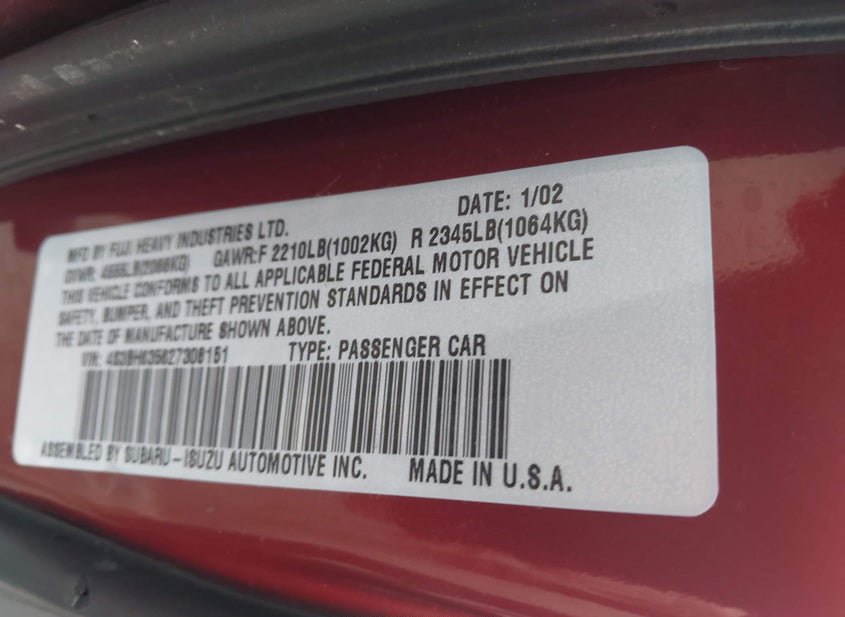 MFD BY FUJI HEAVY INDUSTRIES LTD. DATE: 1/02
GVWR: GAWR:F 2210LB(1002KG) R 2345LB(1064KG)
THIS VEHICLE CONFORMS TO ALL APPLICABLE FEDERAL MOTOR VEHICLE
SAFETY, BUMPER, AND THEFT PREVENTION STANDARDS IN EFFECT ON
THE DATE OF MANUFACTURE SHOWN ABOVE.
VIN: TYPE: PASSENGER CAR
ASSEMBLED BY SUBARU-ISUZU AUTOMOTIVE INC. MADE IN U.S.A.